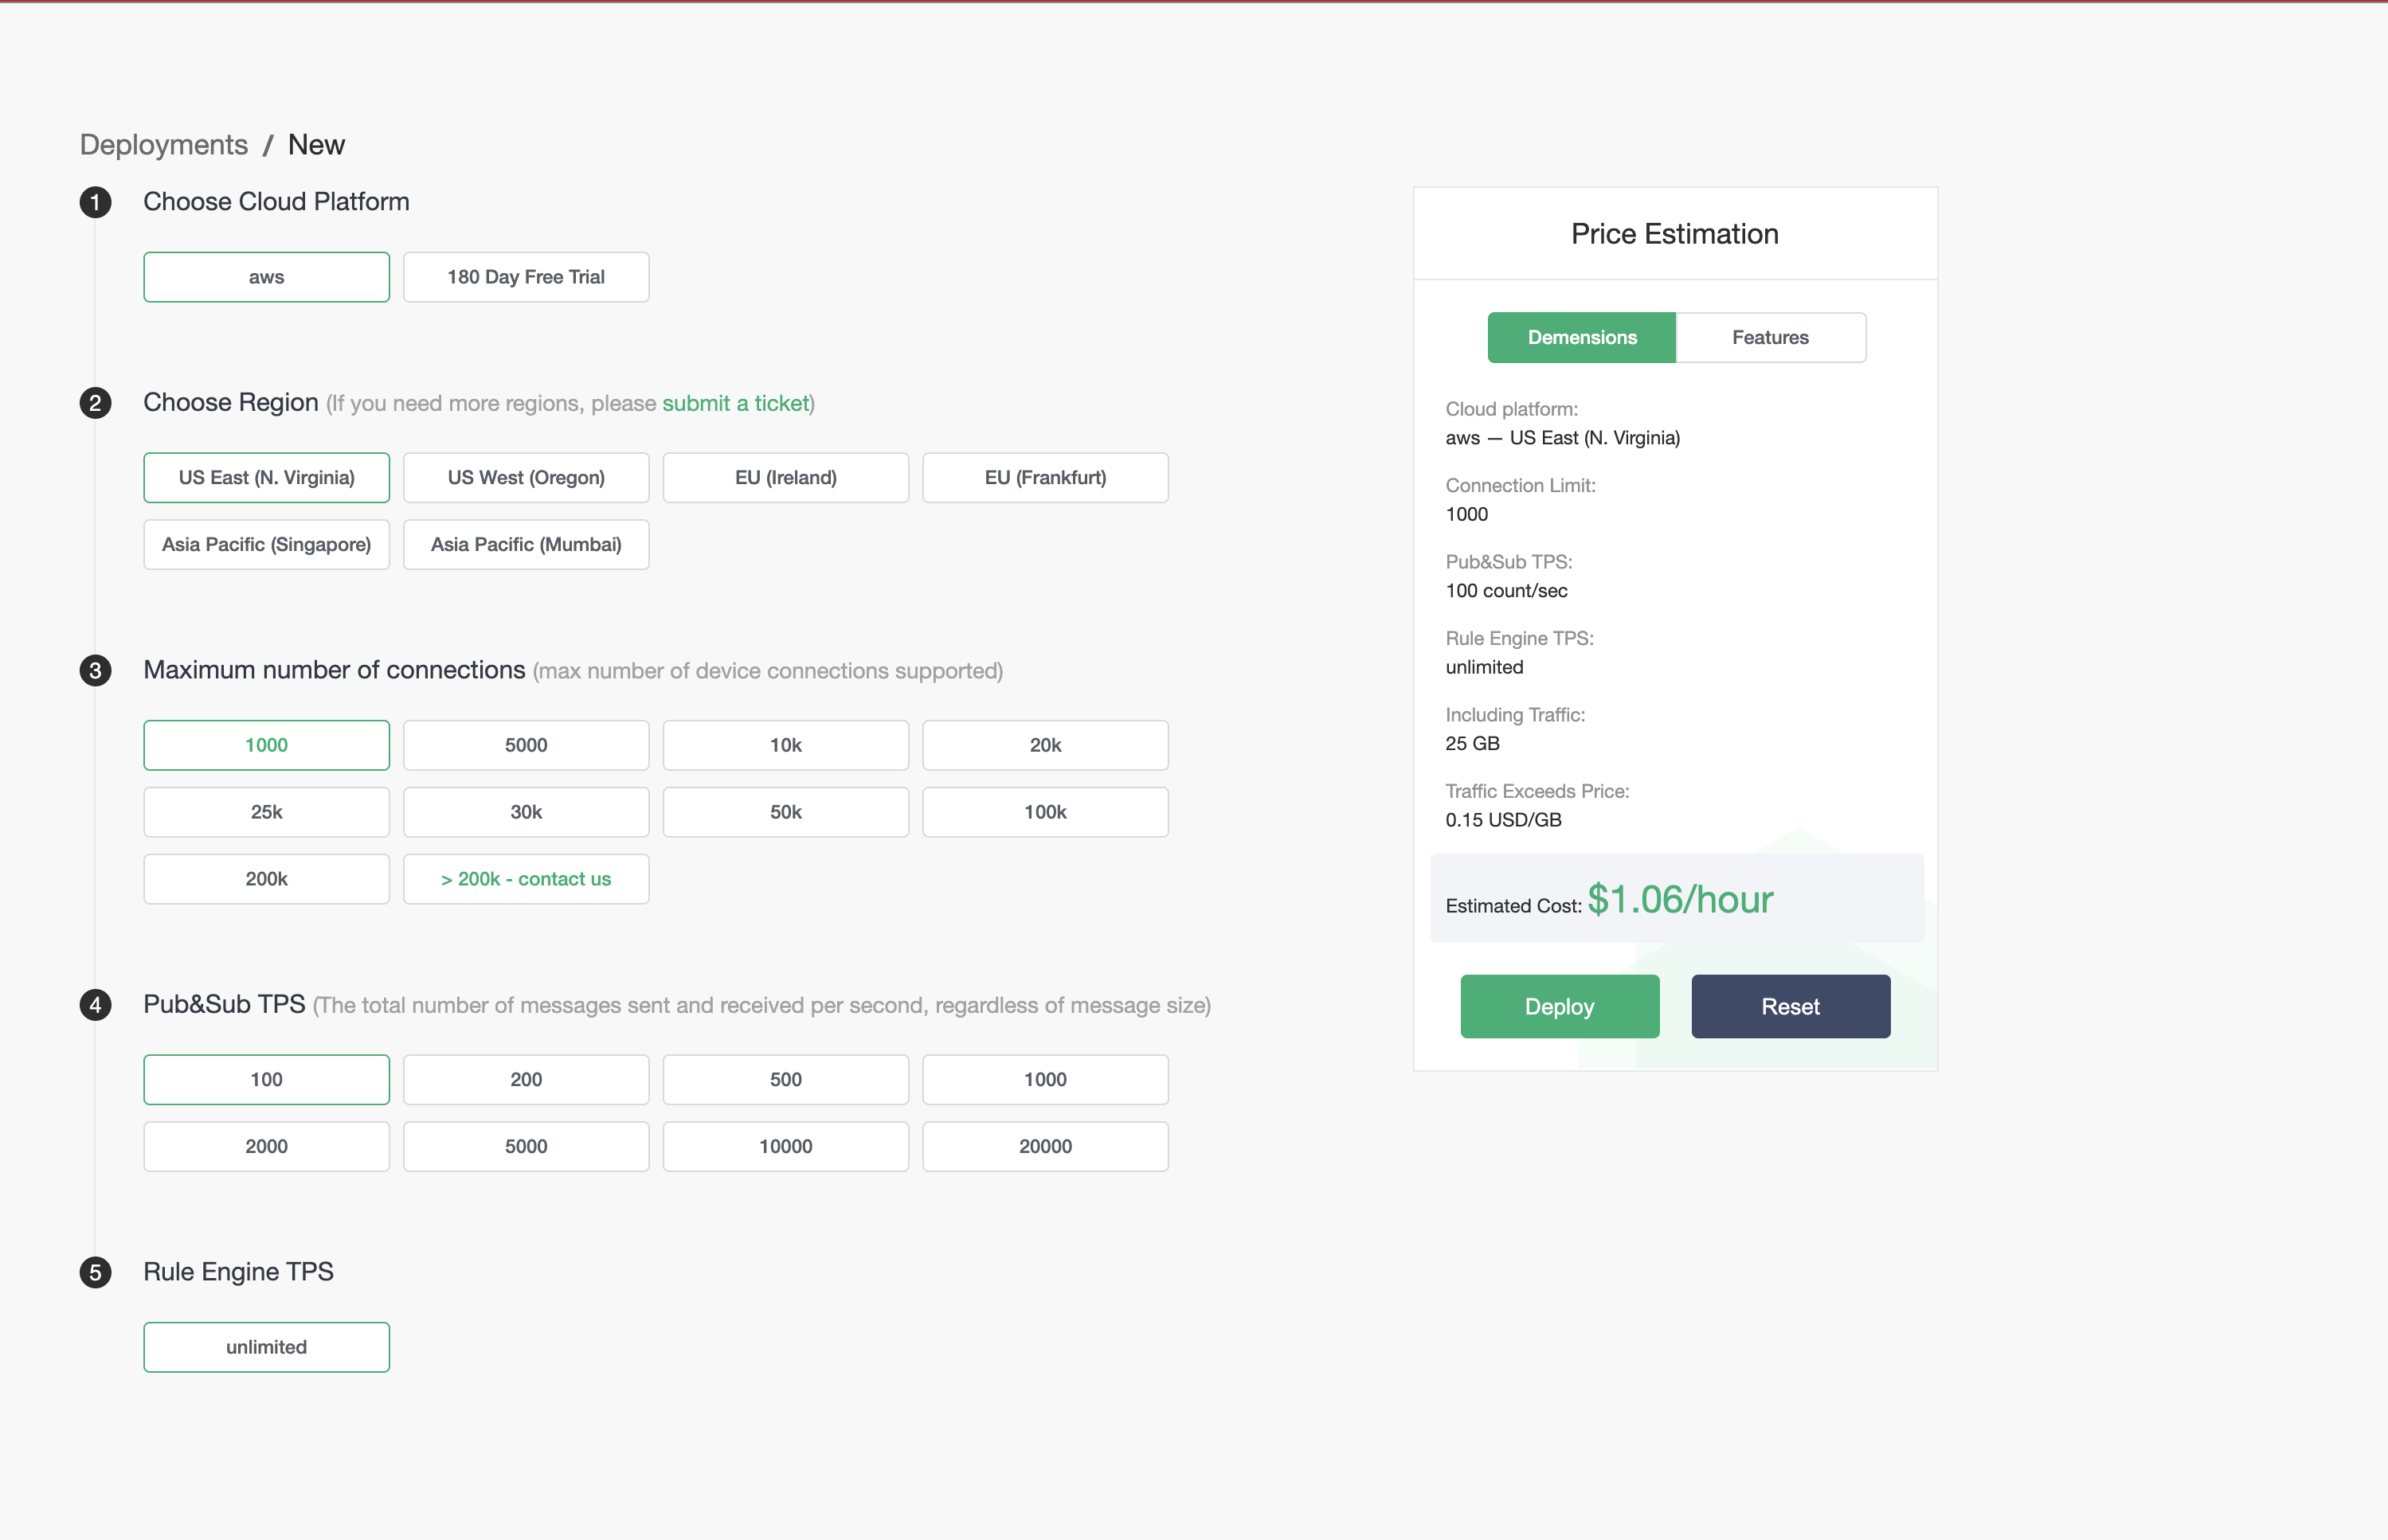 Deployments / New
1 Choose Cloud Platform
aws 180 Day Free Trial
2 Choose Region (If you need more regions, please submit a ticket)
US East (N. Virginia) US West (Oregon) EU (Ireland) EU (Frankfurt)
Asia Pacific (Singapore) Asia Pacific (Mumbai)
3 Maximum number of connections (max number of device connections supported)
1000 5000 10k 20k
25k 30k 50k 100k
200k > 200k - contact us
4 Pub&Sub TPS (The total number of messages sent and received per second, regardless of message size)
100 200 500 1000
2000 5000 10000 20000
5 Rule Engine TPS
unlimited
Price Estimation
Demensions Features
Cloud platform:
aws — US East (N. Virginia)
Connection Limit:
1000
Pub&Sub TPS:
100 count/sec
Rule Engine TPS:
unlimited
Including Traffic:
25 GB
Traffic Exceeds Price:
0.15 USD/GB
Estimated Cost: $1.06/hour
Deploy Reset